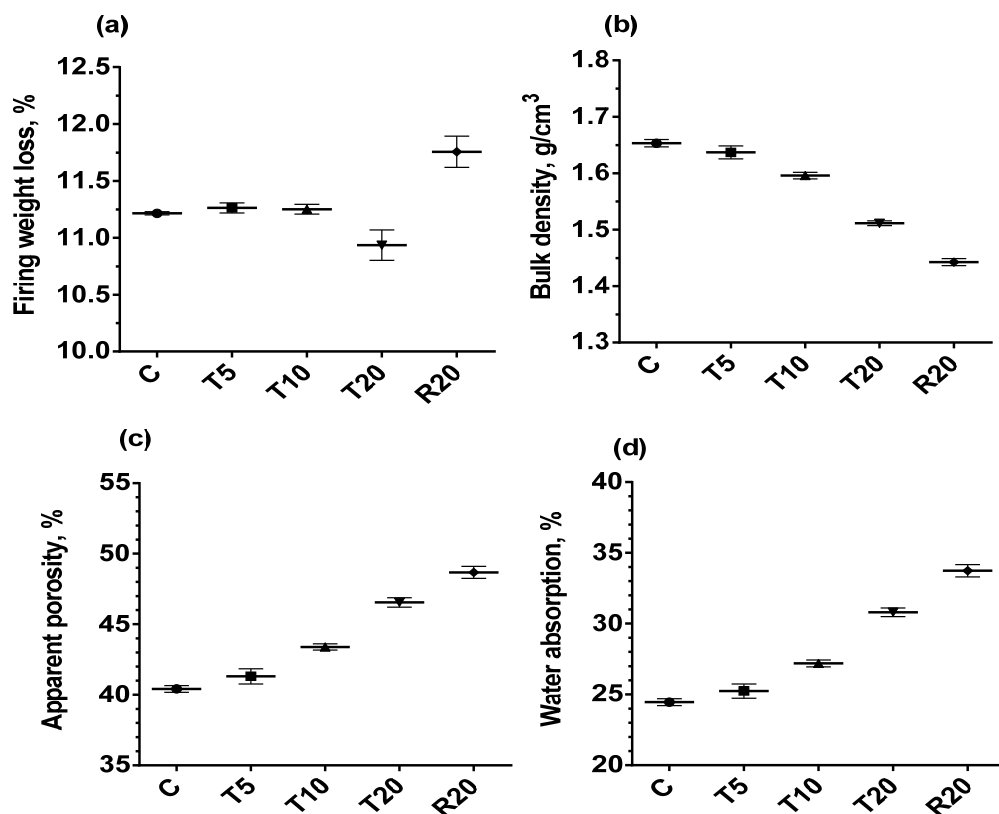 (a)
Firing weight loss, %
12.5
12.0
11.5
11.0
10.5
10.0
C
T5
T10
T20
R20
(b)
Bulk density, g/cm³
1.8
1.7
1.6
1.5
1.4
1.3
C
T5
T10
T20
R20
(c)
Apparent porosity, %
55
50
45
40
35
C
T5
T10
T20
R20
(d)
Water absorption, %
40
35
30
25
20
C
T5
T10
T20
R20